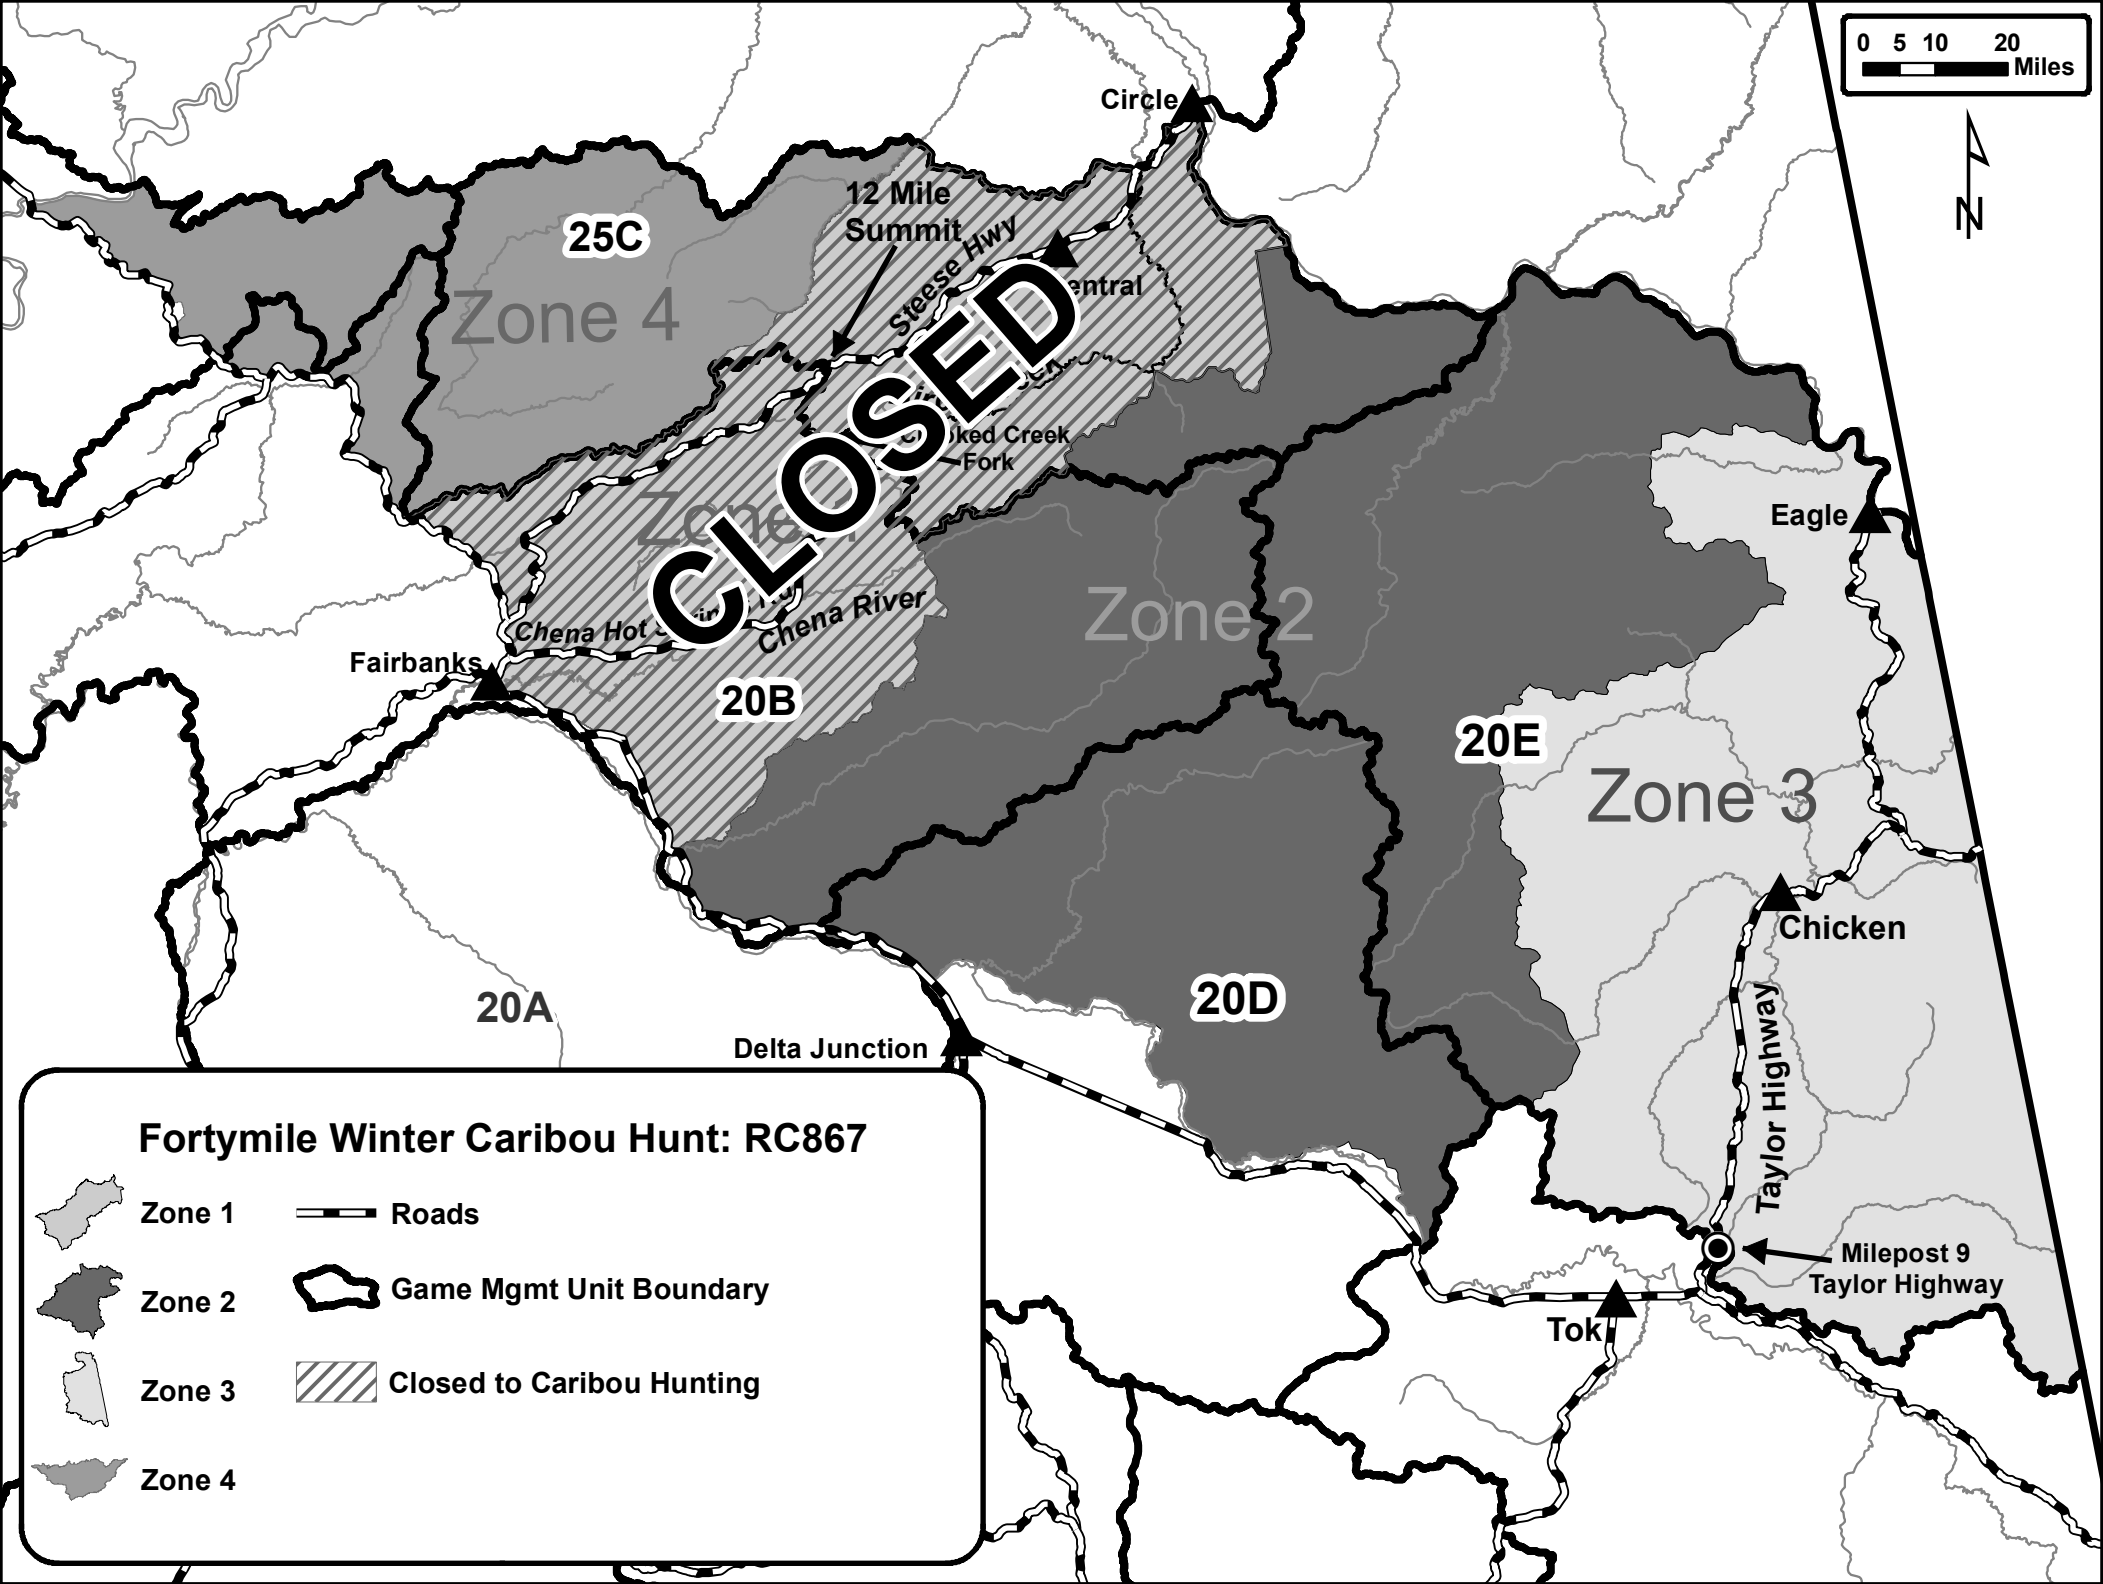 0 5 10 20
Miles
N
Circle
12 Mile
Summit
Steese Hwy
25C
Zone 4
CLOSED
Creek
Fork
Zone
Eagle
Zone 2
Chena Hot
Chena River
Fairbanks
20B
20E
Zone 3
Chicken
20D
20A
Delta Junction
Taylor Highway
Milepost 9
Taylor Highway
Tok
Fortymile Winter Caribou Hunt: RC867
Zone 1
Roads
Zone 2
Game Mgmt Unit Boundary
Zone 3
Closed to Caribou Hunting
Zone 4